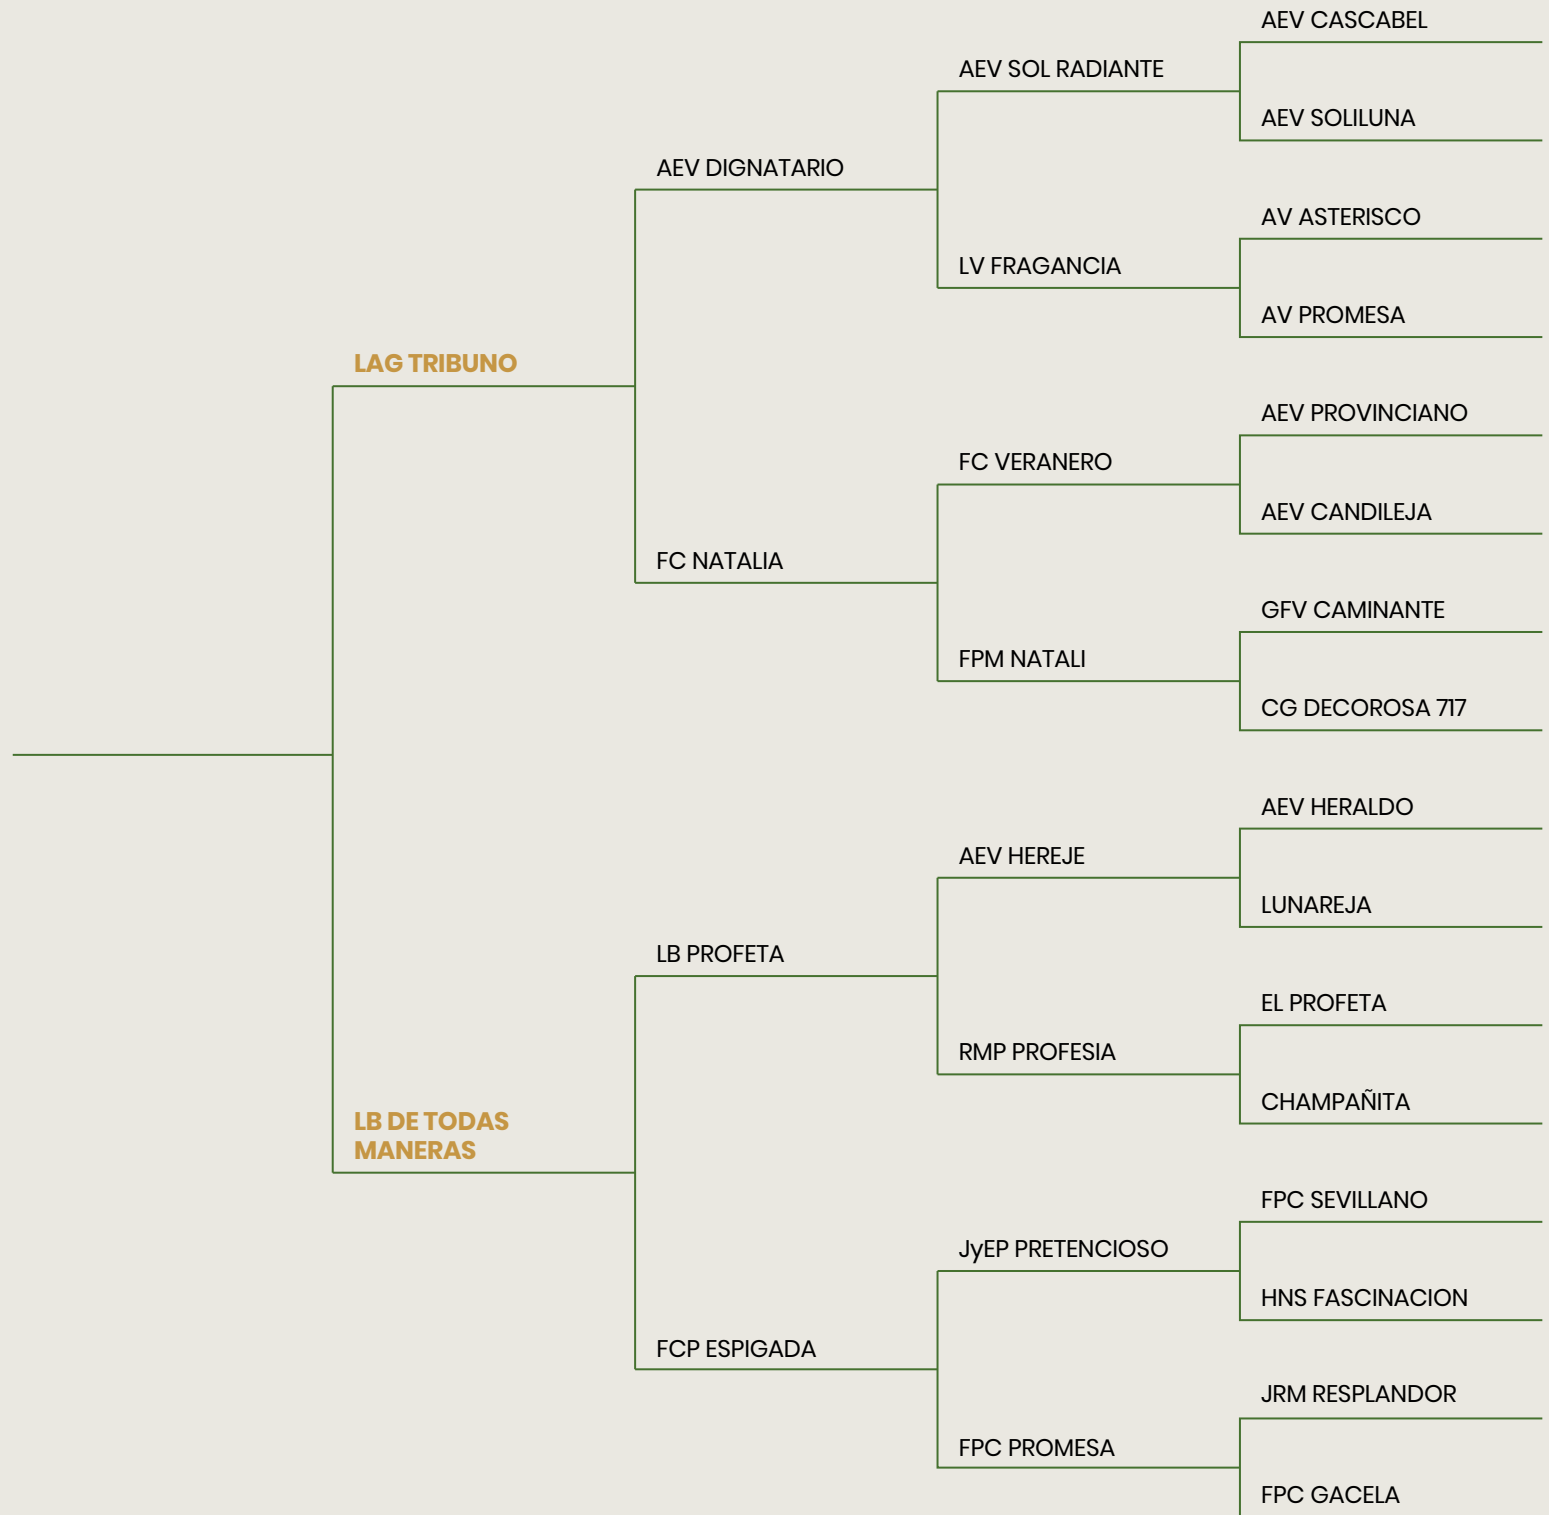 AEV CASCABEL
AEV SOL RADIANTE
AEV SOLILUNA
AEV DIGNATARIO
AV ASTERISCO
LV FRAGANCIA
AV PROMESA
LAG TRIBUNO
AEV PROVINCIANO
FC VERANERO
AEV CANDILEJA
FC NATALIA
GFV CAMINANTE
FPM NATALI
CG DECOROSA 717
AEV HERALDO
AEV HEREJE
LUNAREJA
LB PROFETA
EL PROFETA
RMP PROFESIA
CHAMPAÑITA
LB DE TODAS
MANERAS
FPC SEVILLANO
JyEP PRETENCIOSO
HNS FASCINACION
FCP ESPIGADA
JRM RESPLANDOR
FPC PROMESA
FPC GACELA